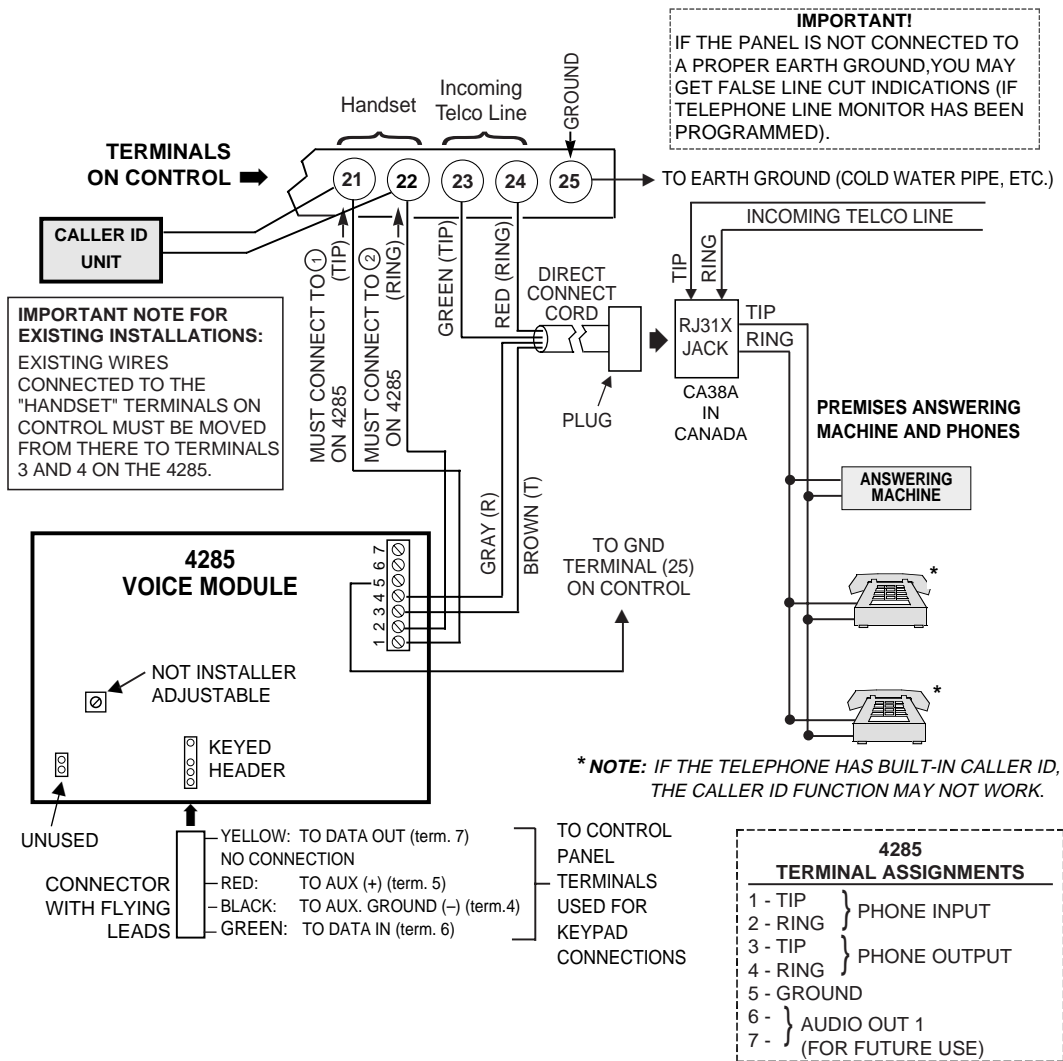 IMPORTANT!
IF THE PANEL IS NOT CONNECTED TO
A PROPER EARTH GROUND,YOU MAY
GET FALSE LINE CUT INDICATIONS (IF
TELEPHONE LINE MONITOR HAS BEEN
PROGRAMMED).
Handset
Incoming
Telco Line
GROUND
TERMINALS
ON CONTROL
21
22
23
24
25
TO EARTH GROUND (COLD WATER PIPE, ETC.)
CALLER ID
UNIT
INCOMING TELCO LINE
TIP
RING
MUST CONNECT TO 1
ON 4285
(TIP)
MUST CONNECT TO 2
ON 4285
(RING)
GREEN (TIP)
RED (RING)
DIRECT
CONNECT
CORD
PLUG
RJ31X
JACK
TIP
RING
CA38A
IN
CANADA
IMPORTANT NOTE FOR
EXISTING INSTALLATIONS:
EXISTING WIRES
CONNECTED TO THE
"HANDSET" TERMINALS ON
CONTROL MUST BE MOVED
FROM THERE TO TERMINALS
3 AND 4 ON THE 4285.
PREMISES ANSWERING
MACHINE AND PHONES
ANSWERING
MACHINE
*
*
GRAY (R)
BROWN (T)
TO GND
TERMINAL (25)
ON CONTROL
4285
VOICE MODULE
1 2 3 4 5 6 7
NOT INSTALLER
ADJUSTABLE
KEYED
HEADER
UNUSED
* NOTE: IF THE TELEPHONE HAS BUILT-IN CALLER ID,
THE CALLER ID FUNCTION MAY NOT WORK.
CONNECTOR
WITH FLYING
LEADS
YELLOW: TO DATA OUT (term. 7)
NO CONNECTION
RED: TO AUX (+) (term. 5)
BLACK: TO AUX. GROUND (–) (term.4)
GREEN: TO DATA IN (term. 6)
TO CONTROL
PANEL
TERMINALS
USED FOR
KEYPAD
CONNECTIONS
4285
TERMINAL ASSIGNMENTS
1 - TIP
2 - RING
PHONE INPUT
3 - TIP
4 - RING
PHONE OUTPUT
5 - GROUND
6 -
7 -
AUDIO OUT 1
(FOR FUTURE USE)